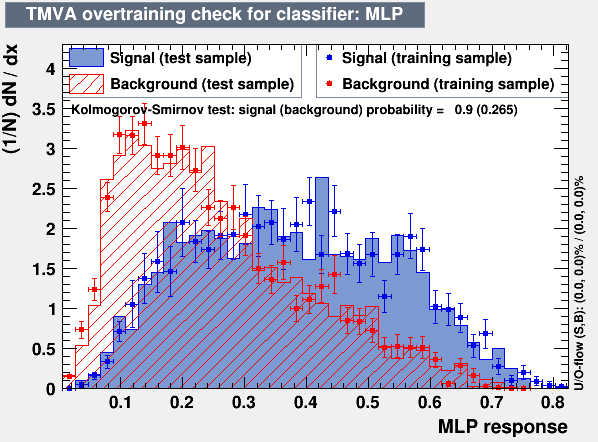 TMVA overtraining check for classifier: MLP
(1/N) dN / dx
Signal (test sample)
Signal (training sample)
Background (test sample)
Background (training sample)
Kolmogorov-Smirnov test: signal (background) probability = 0.9 (0.265)
4
3.5
3
2.5
2
1.5
1
0.5
0
0.1 0.2 0.3 0.4 0.5 0.6 0.7 0.8
MLP response
U/O-flow (S,B): (0.0, 0.0)% / (0.0, 0.0)%